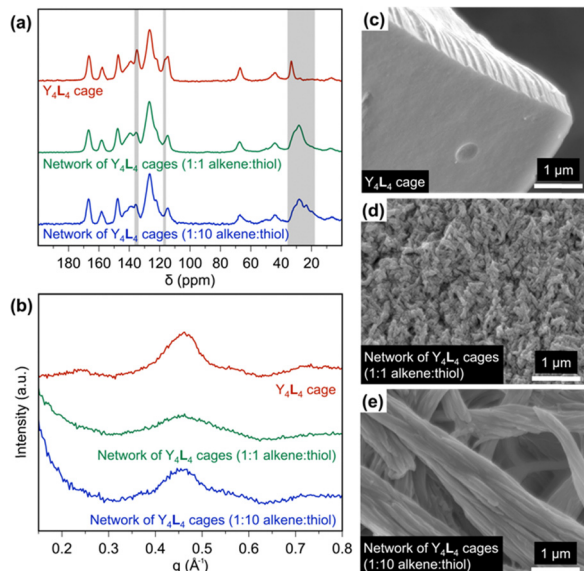 (a)
Y4L4 cage
Network of Y4L4 cages (1:1 alkene:thiol)
Network of Y4L4 cages (1:10 alkene:thiol)
180 160 140 120 100 80 60 40 20
δ (ppm)
(b)
Intensity (a.u.)
Y4L4 cage
Network of Y4L4 cages (1:1 alkene:thiol)
Network of Y4L4 cages (1:10 alkene:thiol)
0.2 0.3 0.4 0.5 0.6 0.7 0.8
q (Å-1)
(c)
Y4L4 cage
1 µm
(d)
Network of Y4L4 cages
(1:1 alkene:thiol)
1 µm
(e)
Network of Y4L4 cages
(1:10 alkene:thiol)
1 µm